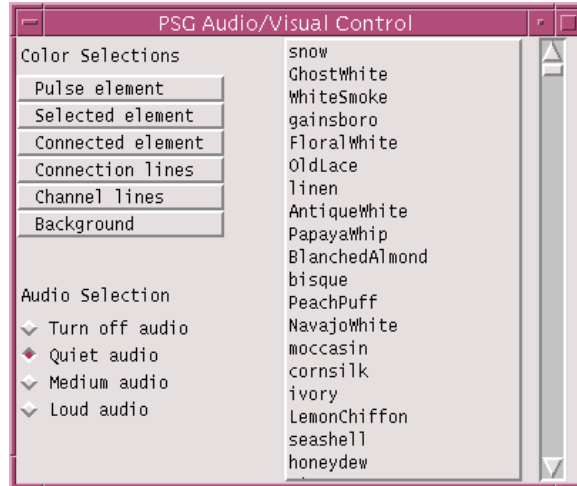 PSG Audio/Visual Control
Color Selections
Pulse element
Selected element
Connected element
Connection lines
Channel lines
Background
Audio Selection
Turn off audio
Quiet audio
Medium audio
Loud audio
snow
GhostWhite
WhiteSmoke
gainsboro
FloralWhite
OldLace
linen
AntiqueWhite
PapayaWhip
BlanchedAlmond
bisque
PeachPuff
NavajoWhite
moccasin
cornsilk
ivory
LemonChiffon
seashell
honeydew